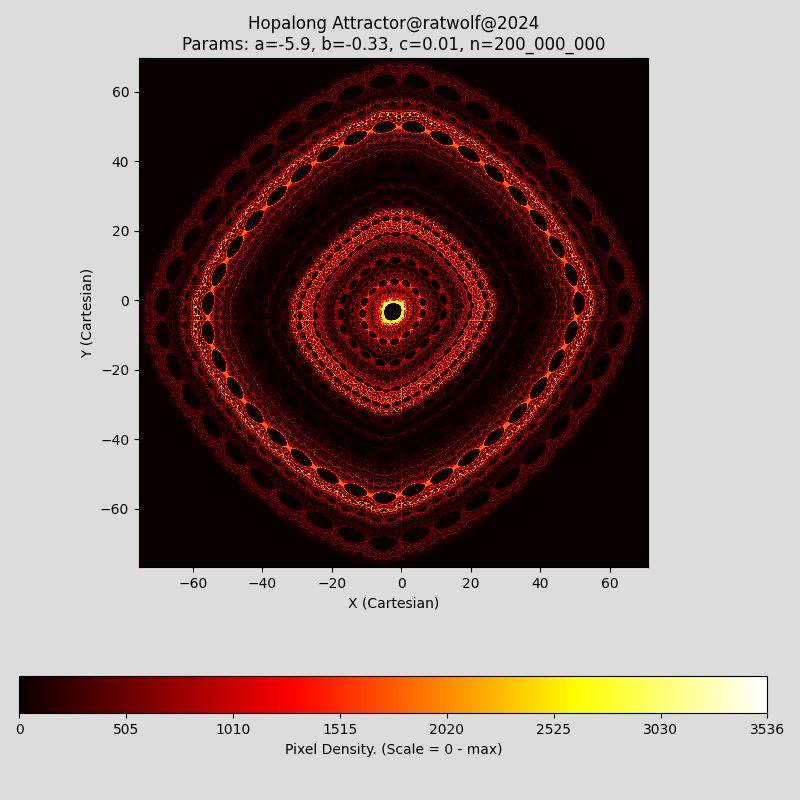 Hopalong Attractor@ratwolf@2024
Params: a=-5.9, b=-0.33, c=0.01, n=200_000_000
60
40
20
0
−20
−40
−60
Y (Cartesian)
−60 −40 −20 0 20 40 60
X (Cartesian)
0 505 1010 1515 2020 2525 3030 3536
Pixel Density. (Scale = 0 - max)